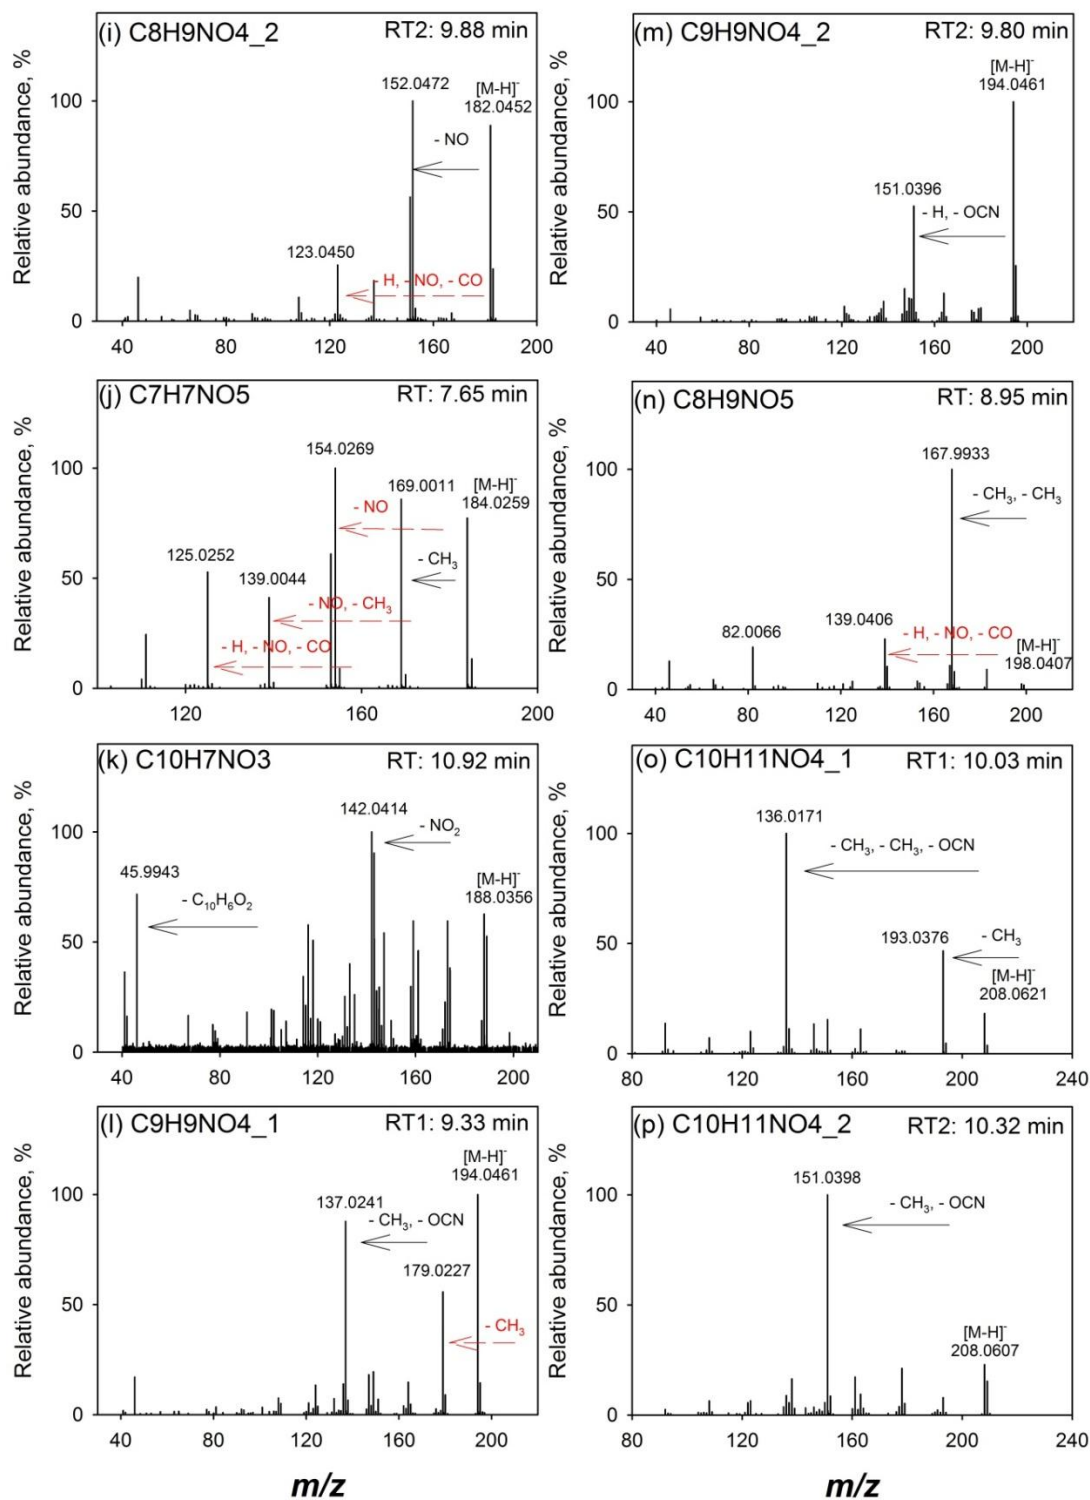 (i) C8H9NO4_2 RT2: 9.88 min
Relative abundance, %
100
50
0
152.0472
[M-H]-
182.0452
- NO
123.0450
- H, - NO, - CO
40 80 120 160 200
(m) C9H9NO4_2 RT2: 9.80 min
Relative abundance, %
100
50
0
[M-H]-
194.0461
151.0396
- H, - OCN
40 80 120 160 200
(j) C7H7NO5 RT: 7.65 min
Relative abundance, %
100
50
0
154.0269
169.0011
[M-H]-
184.0259
- NO
- CH3
125.0252
139.0044
- NO, - CH3
- H, - NO, - CO
120 160 200
(n) C8H9NO5 RT: 8.95 min
Relative abundance, %
100
50
0
167.9933
- CH3, - CH3
139.0406
82.0066
- H, - NO, - CO
[M-H]-
198.0407
40 80 120 160 200
(k) C10H7NO3 RT: 10.92 min
Relative abundance, %
100
50
0
142.0414
- NO2
45.9943
- C10H6O2
[M-H]-
188.0356
40 80 120 160 200
(o) C10H11NO4_1 RT1: 10.03 min
Relative abundance, %
100
50
0
136.0171
- CH3, - CH3, - OCN
193.0376
- CH3
[M-H]-
208.0621
80 120 160 200 240
(l) C9H9NO4_1 RT1: 9.33 min
Relative abundance, %
100
50
0
[M-H]-
194.0461
137.0241
- CH3, - OCN
179.0227
- CH3
40 80 120 160 200
m/z
(p) C10H11NO4_2 RT2: 10.32 min
Relative abundance, %
100
50
0
151.0398
- CH3, - OCN
[M-H]-
208.0607
80 120 160 200 240
m/z